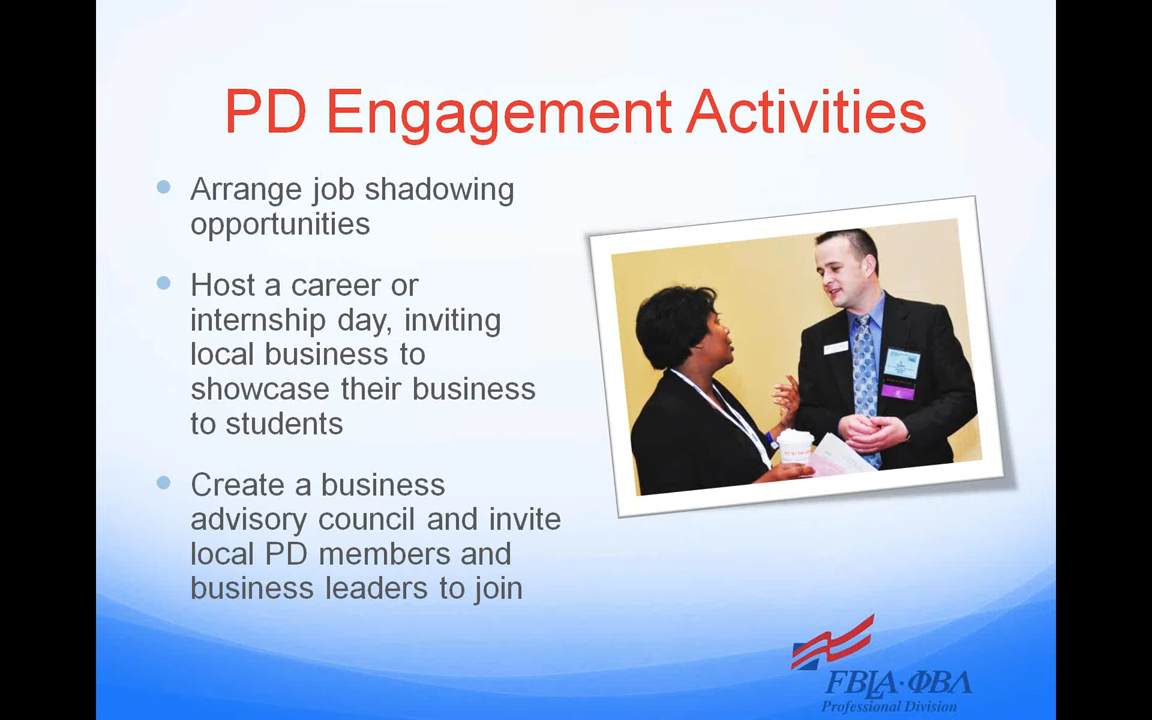 PD Engagement Activities
Arrange job shadowing
opportunities
Host a career or
internship day, inviting
local business to
showcase their business
to students
Create a business
advisory council and invite
local PD members and
business leaders to join
FBLA·ΦBΛ
Professional Division